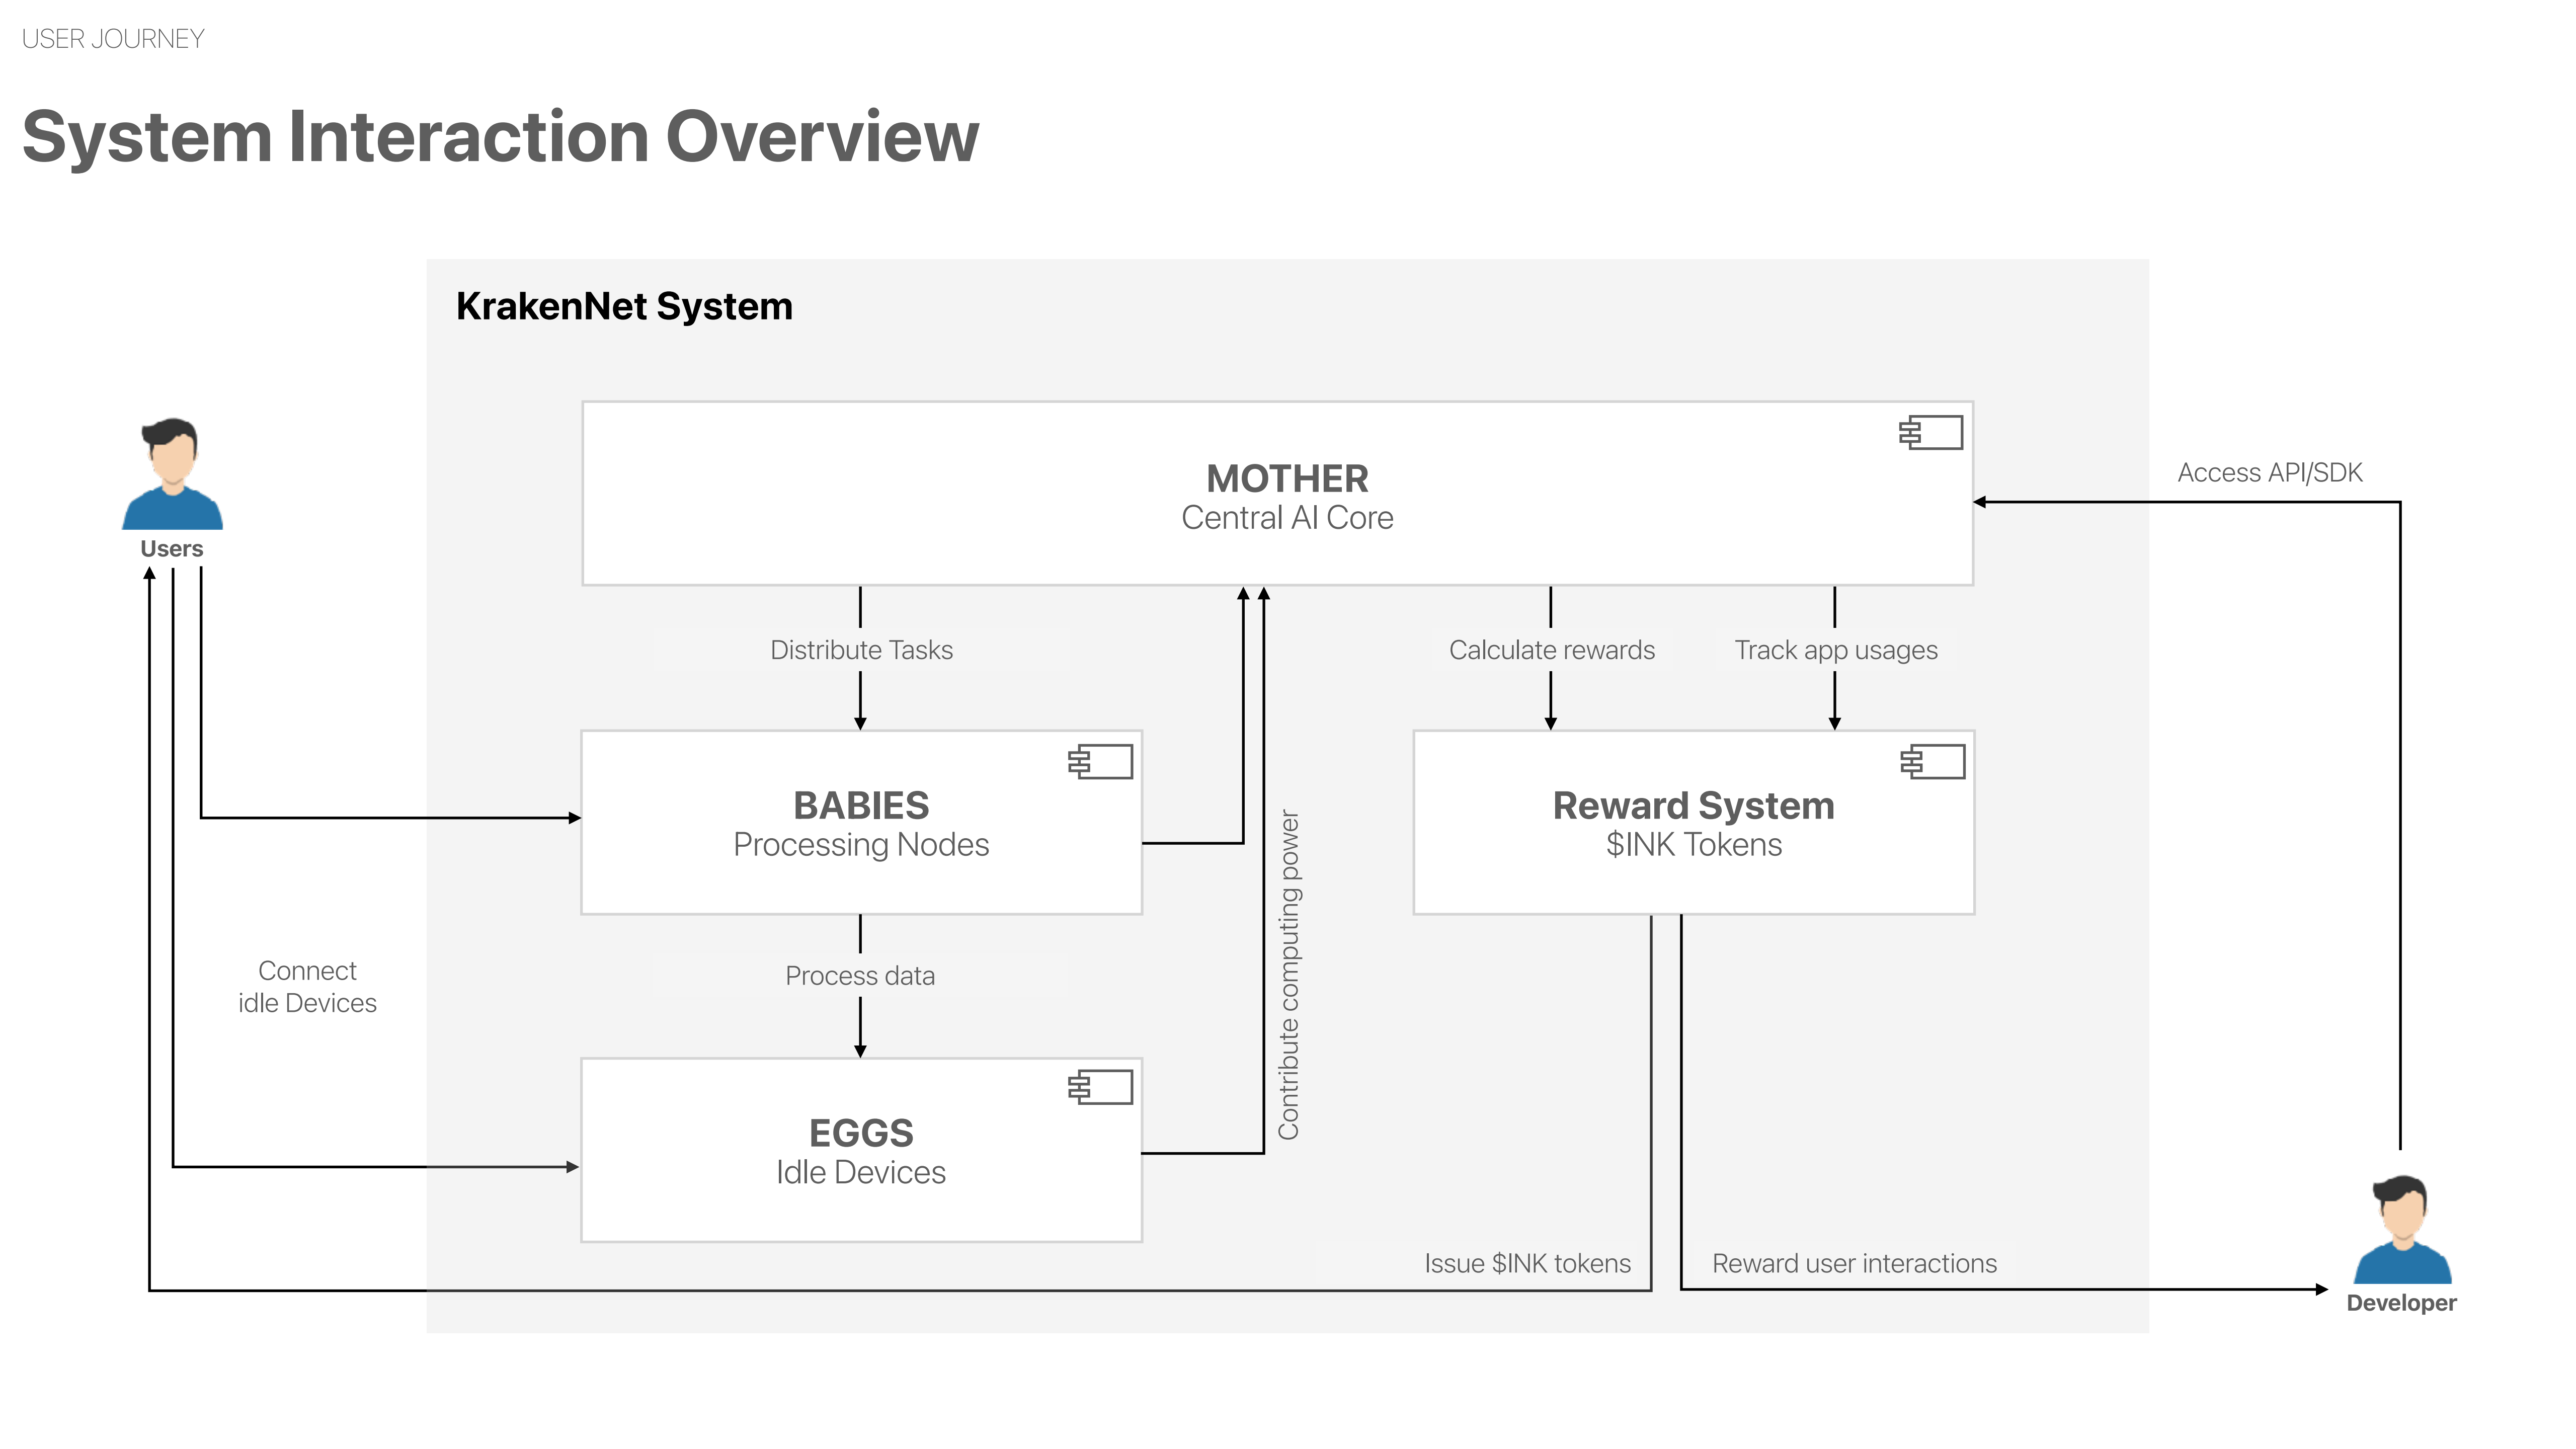 USER JOURNEY
System Interaction Overview
KrakenNet System
MOTHER
Central AI Core
Access API/SDK
Users
Distribute Tasks
Calculate rewards
Track app usages
BABIES
Processing Nodes
Reward System
$INK Tokens
Contribute computing power
Connect
idle Devices
Process data
EGGS
Idle Devices
Issue $INK tokens
Reward user interactions
Developer